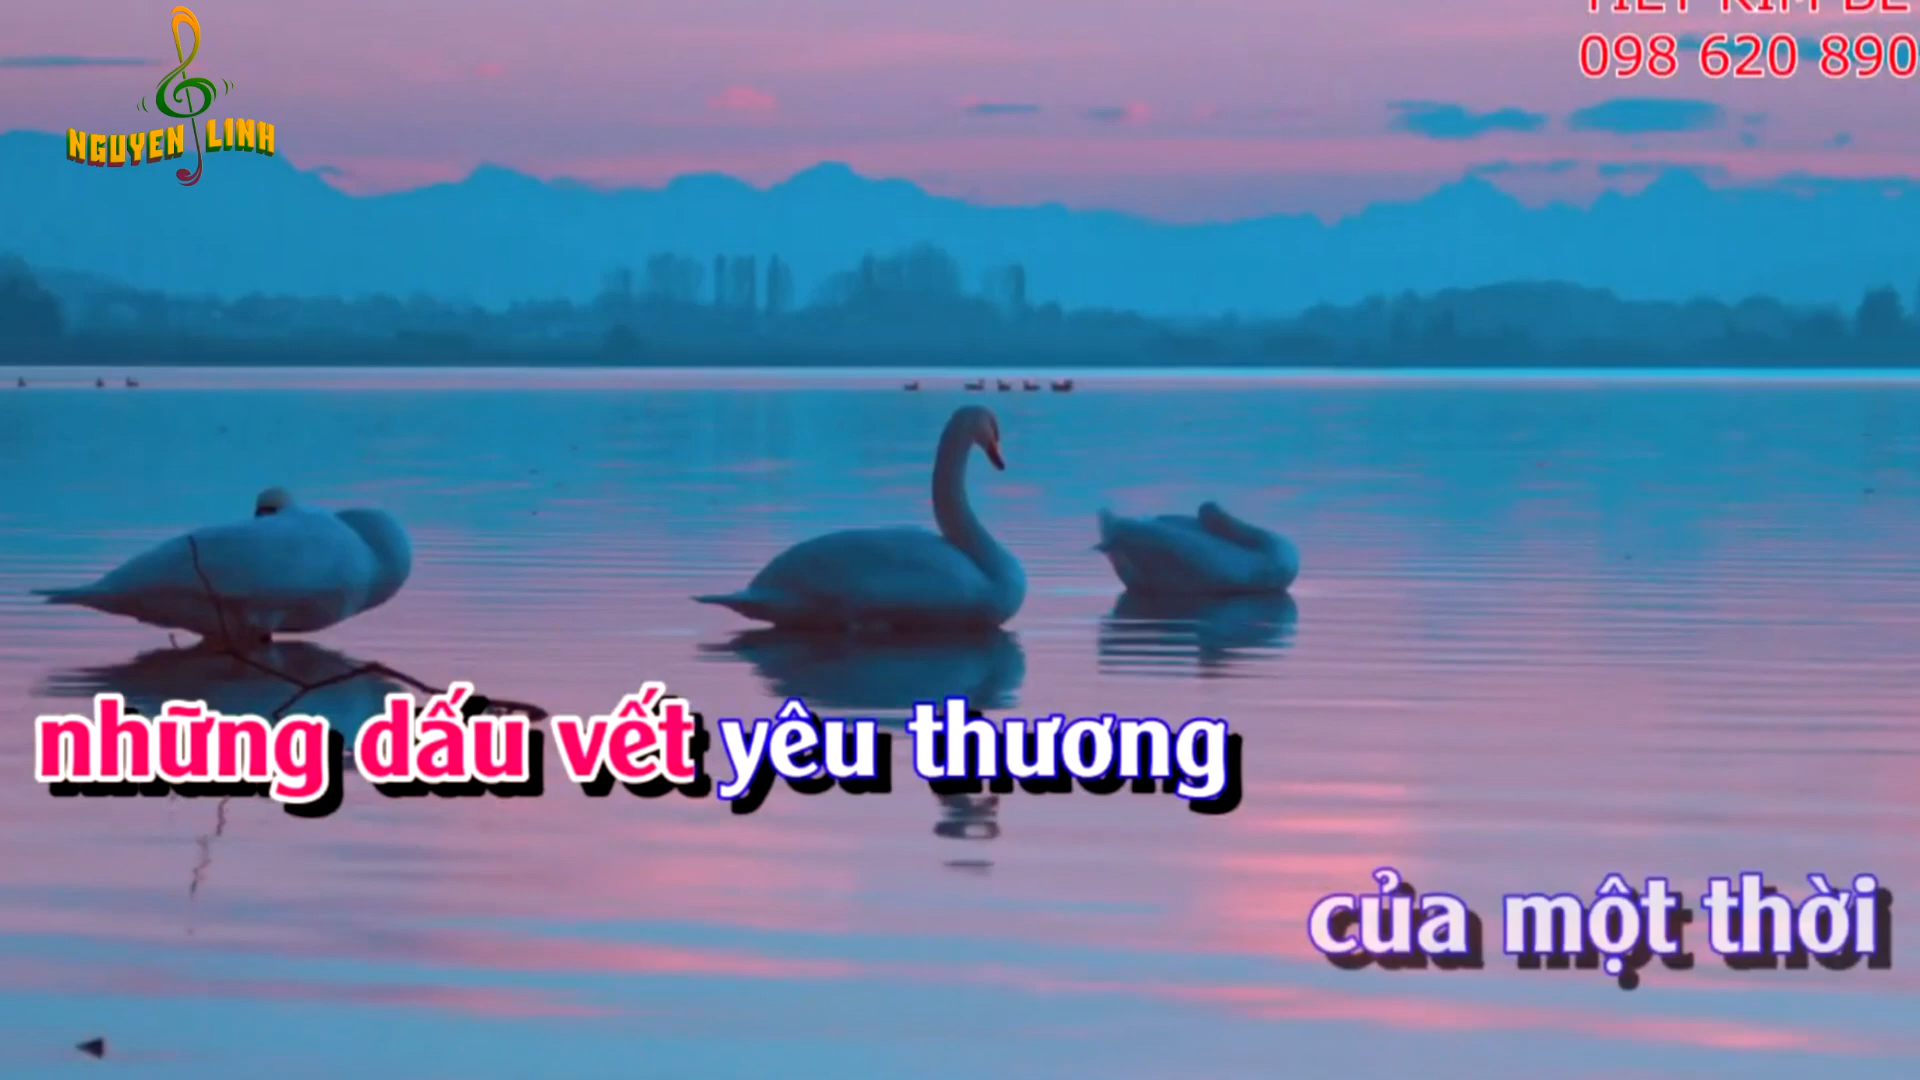 NGUYEN LINH
098 620 890
những dấu vết yêu thương
của một thời